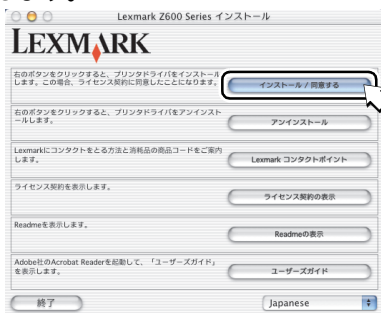 Lexmark Z600 Series インストール
LEXMARK
右のボタンをクリックすると、プリンタドライバをインストール
します。この場合、ライセンス契約に同意したことになります。
インストール / 同意する
右のボタンをクリックすると、プリンタドライバをアンインスト
ールします。
アンインストール
Lexmarkにコンタクトをとる方法と消耗品の商品コードをご案内
します。
Lexmark コンタクトポイント
ライセンス契約を表示します。
ライセンス契約の表示
Readmeを表示します。
Readmeの表示
Adobe社のAcrobat Readerを起動して、「ユーザーズガイド」
を表示します。
ユーザーズガイド
終了
Japanese